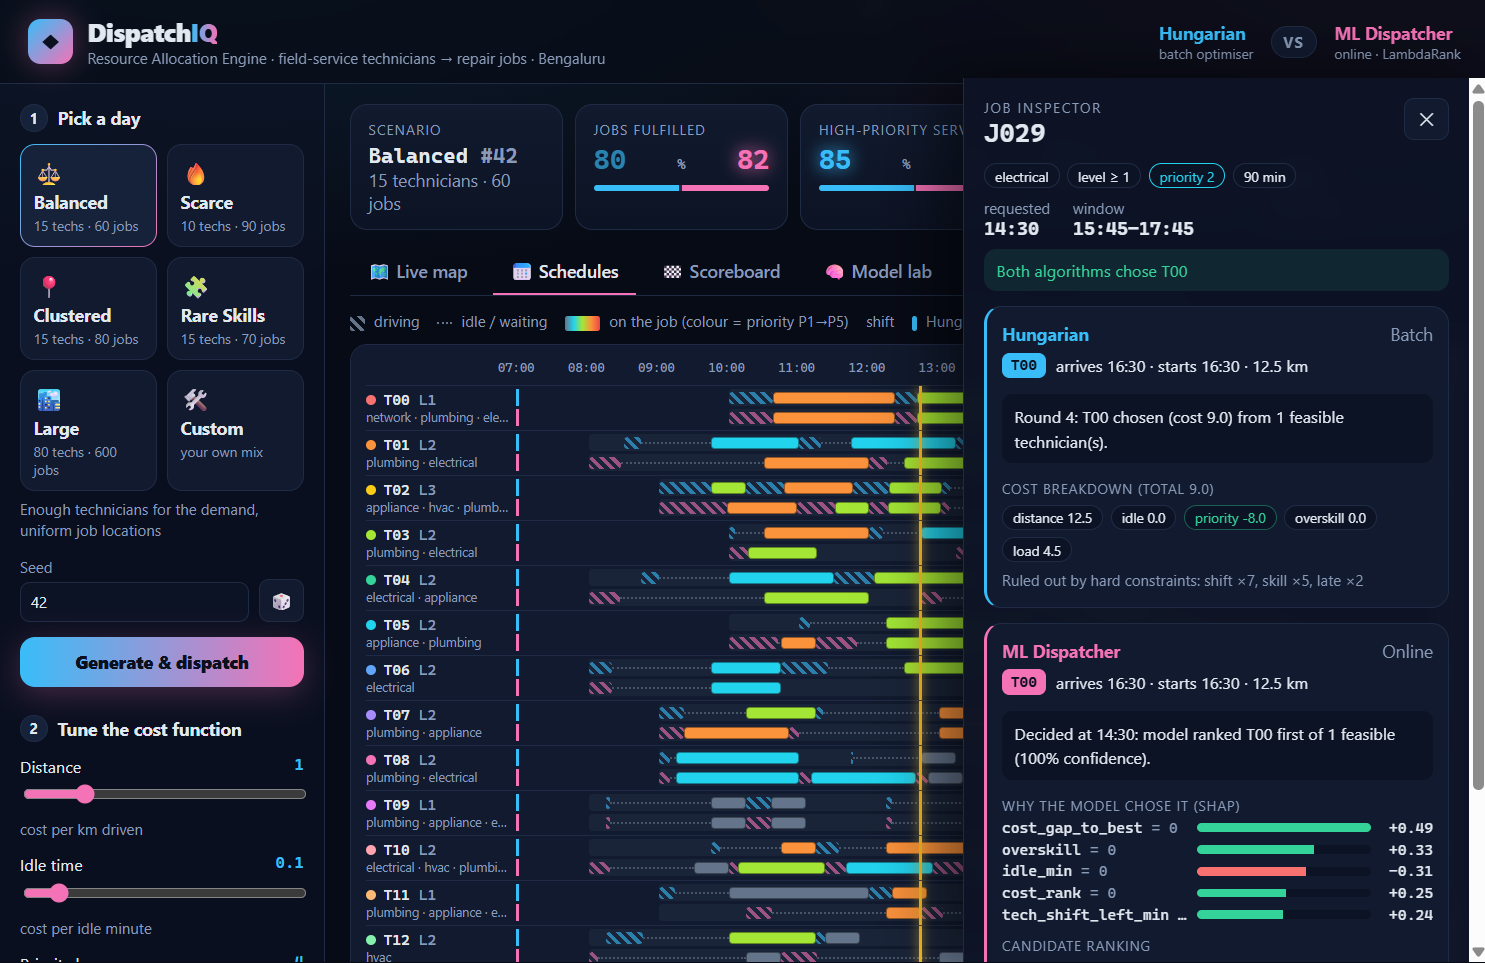 DispatchIQ
Resource Allocation Engine · field-service technicians → repair jobs · Bengaluru
Hungarian
batch optimiser
VS
ML Dispatcher
online · LambdaRank
1 Pick a day
Balanced
15 techs · 60 jobs
Scarce
10 techs · 90 jobs
Clustered
15 techs · 80 jobs
Rare Skills
15 techs · 70 jobs
Large
80 techs · 600
jobs
Custom
your own mix
Enough technicians for the demand,
uniform job locations
Seed
42
Generate & dispatch
2 Tune the cost function
Distance 1
cost per km driven
Idle time 0.1
cost per idle minute
SCENARIO
Balanced #42
15 technicians · 60
jobs
JOBS FULFILLED
80 % 82
HIGH-PRIORITY SERV
85 %
Live map
Schedules
Scoreboard
Model lab
driving
idle / waiting
on the job (colour = priority P1→P5)
shift
Hung
07:00 08:00 09:00 10:00 11:00 12:00 13:00
T00 L1
network · plumbing · ele...
T01 L2
plumbing · electrical
T02 L3
appliance · hvac · plumb...
T03 L2
plumbing · electrical
T04 L2
electrical · appliance
T05 L2
appliance · plumbing
T06 L2
electrical
T07 L2
plumbing · appliance
T08 L2
plumbing · electrical
T09 L1
plumbing · appliance · e...
T10 L2
electrical · hvac · plumbi...
T11 L1
plumbing · appliance · e...
T12 L2
hvac
JOB INSPECTOR
J029
electrical
level ≥ 1
priority 2
90 min
requested window
14:30 15:45–17:45
Both algorithms chose T00
Hungarian Batch
T00 arrives 16:30 · starts 16:30 · 12.5 km
Round 4: T00 chosen (cost 9.0) from 1 feasible
technician(s).
COST BREAKDOWN (TOTAL 9.0)
distance 12.5
idle 0.0
priority -8.0
overskill 0.0
load 4.5
Ruled out by hard constraints: shift ×7, skill ×5, late ×2
ML Dispatcher Online
T00 arrives 16:30 · starts 16:30 · 12.5 km
Decided at 14:30: model ranked T00 first of 1 feasible
(100% confidence).
WHY THE MODEL CHOSE IT (SHAP)
cost_gap_to_best = 0 +0.49
overskill = 0 +0.33
idle_min = 0 −0.31
cost_rank = 0 +0.25
tech_shift_left_min … +0.24
CANDIDATE RANKING